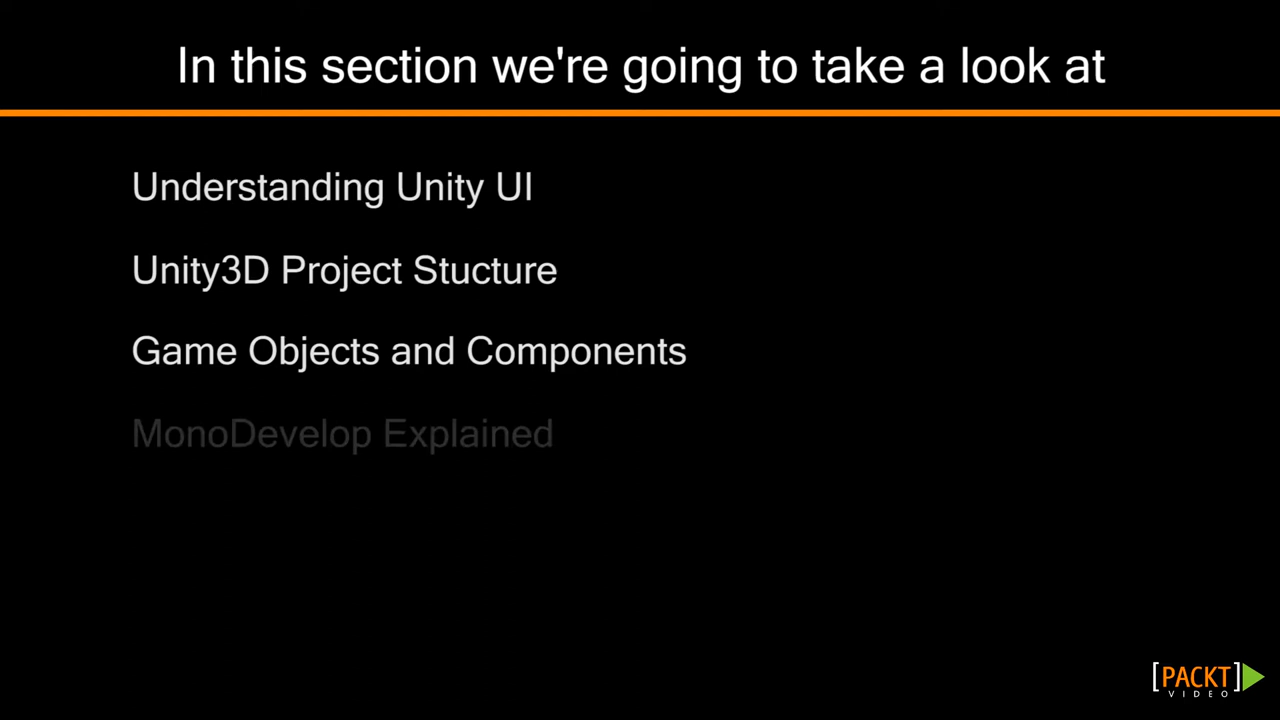 In this section we're going to take a look at
Understanding Unity UI
Unity3D Project Stucture
Game Objects and Components
MonoDevelop Explained
[PACKT]
VIDEO